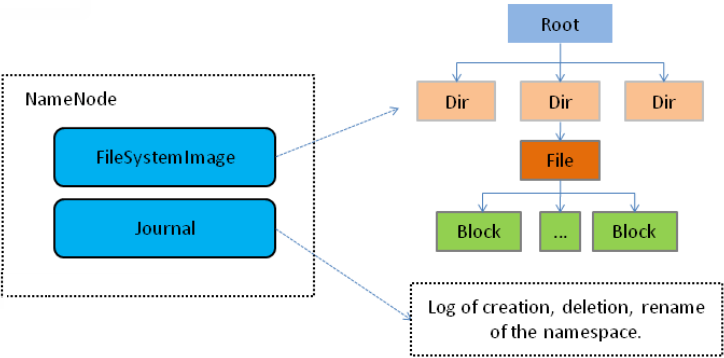 Root
NameNode
Dir
Dir
Dir
FileSystemImage
File
Journal
Block
...
Block
Log of creation, deletion, rename
of the namespace.